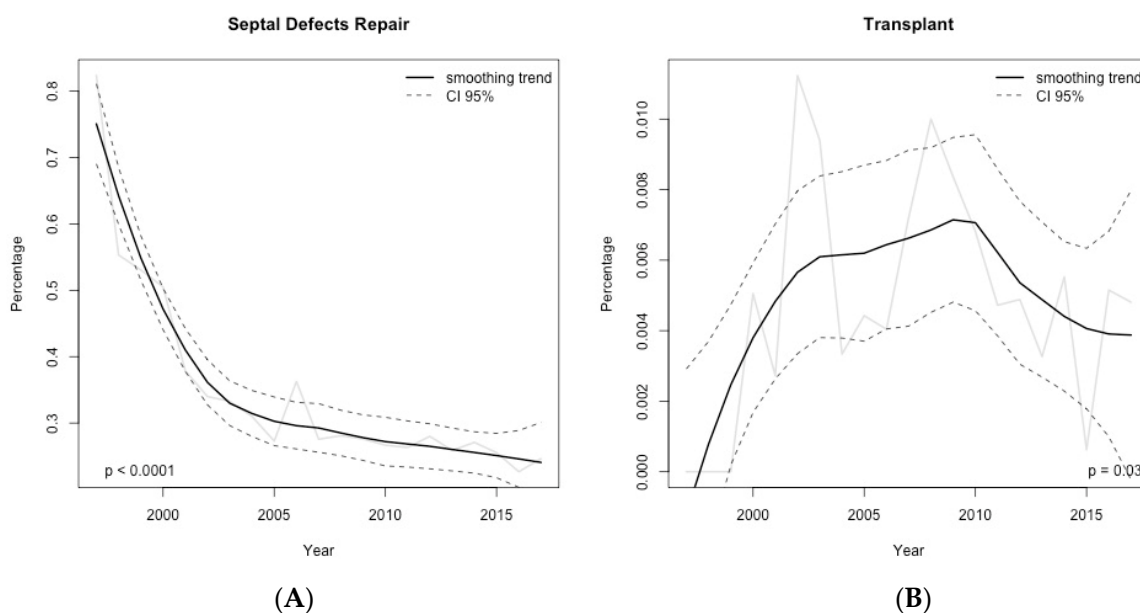 Septal Defects Repair
smoothing trend
CI 95%
0.8
0.7
0.6
0.5
0.4
0.3
Percentage
p < 0.0001
2000 2005 2010 2015
Year
(A)
Transplant
smoothing trend
CI 95%
0.010
0.008
0.006
0.004
0.002
0.000
Percentage
p = 0.03
2000 2005 2010 2015
Year
(B)